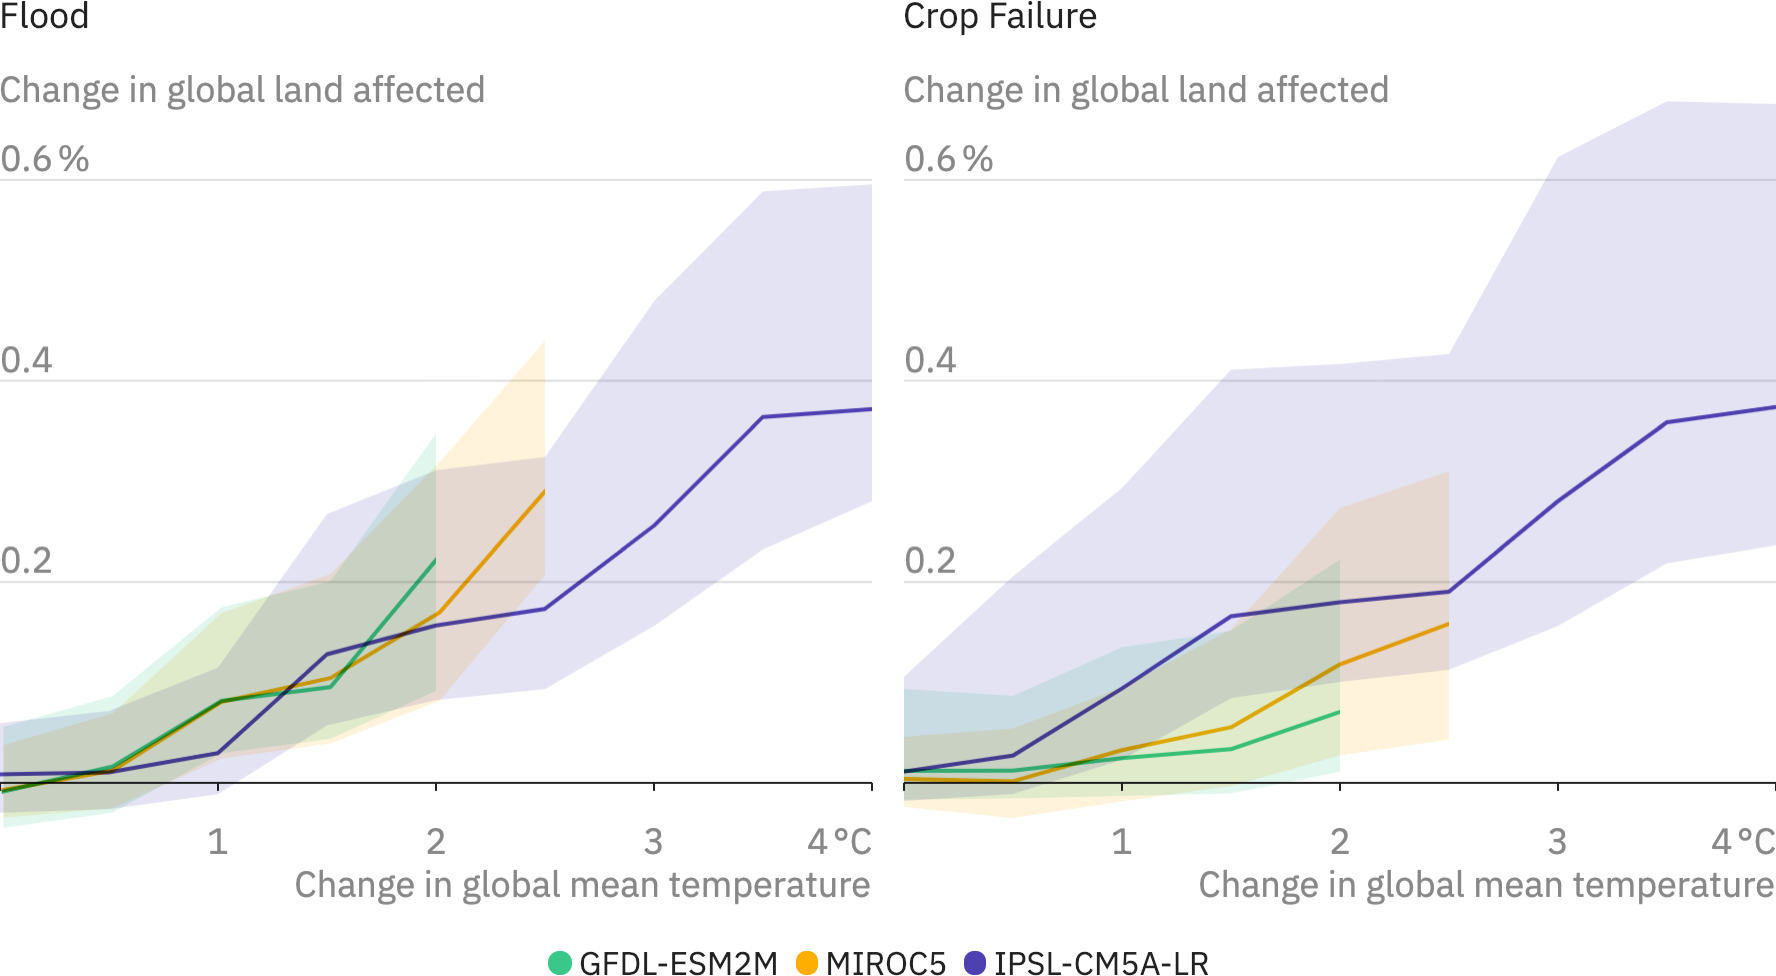 Flood
Change in global land affected
0.6 %
0.4
0.2
1 2 3 4 °C
Change in global mean temperature
Crop Failure
Change in global land affected
0.6 %
0.4
0.2
1 2 3 4 °C
Change in global mean temperature
GFDL-ESM2M MIROC5 IPSL-CM5A-LR